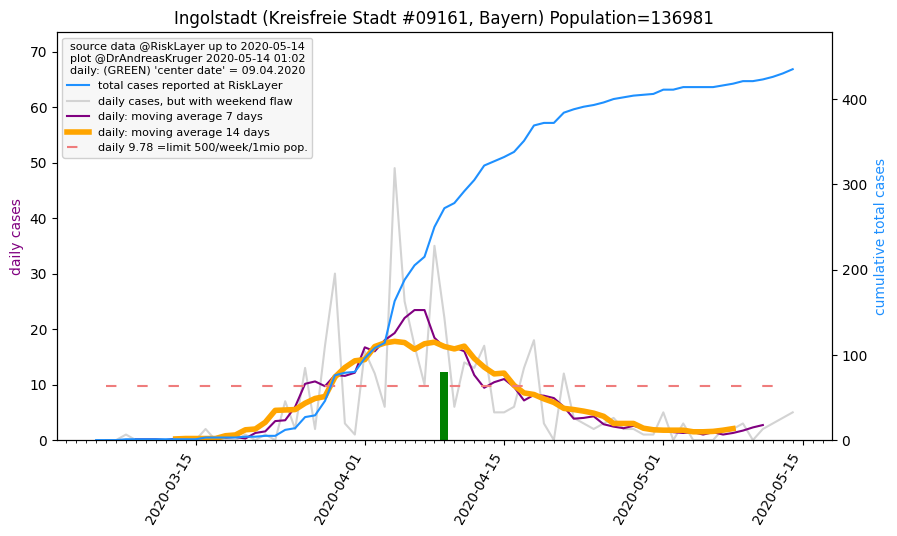 Ingolstadt (Kreisfreie Stadt #09161, Bayern) Population=136981
source data @RiskLayer up to 2020-05-14
plot @DrAndreasKruger 2020-05-14 01:02
daily: (GREEN) 'center date' = 09.04.2020
total cases reported at RiskLayer
daily cases, but with weekend flaw
daily: moving average 7 days
daily: moving average 14 days
daily 9.78 =limit 500/week/1mio pop.
daily cases
70
60
50
40
30
20
10
0
cumulative total cases
400
300
200
100
0
2020-03-15
2020-04-01
2020-04-15
2020-05-01
2020-05-15